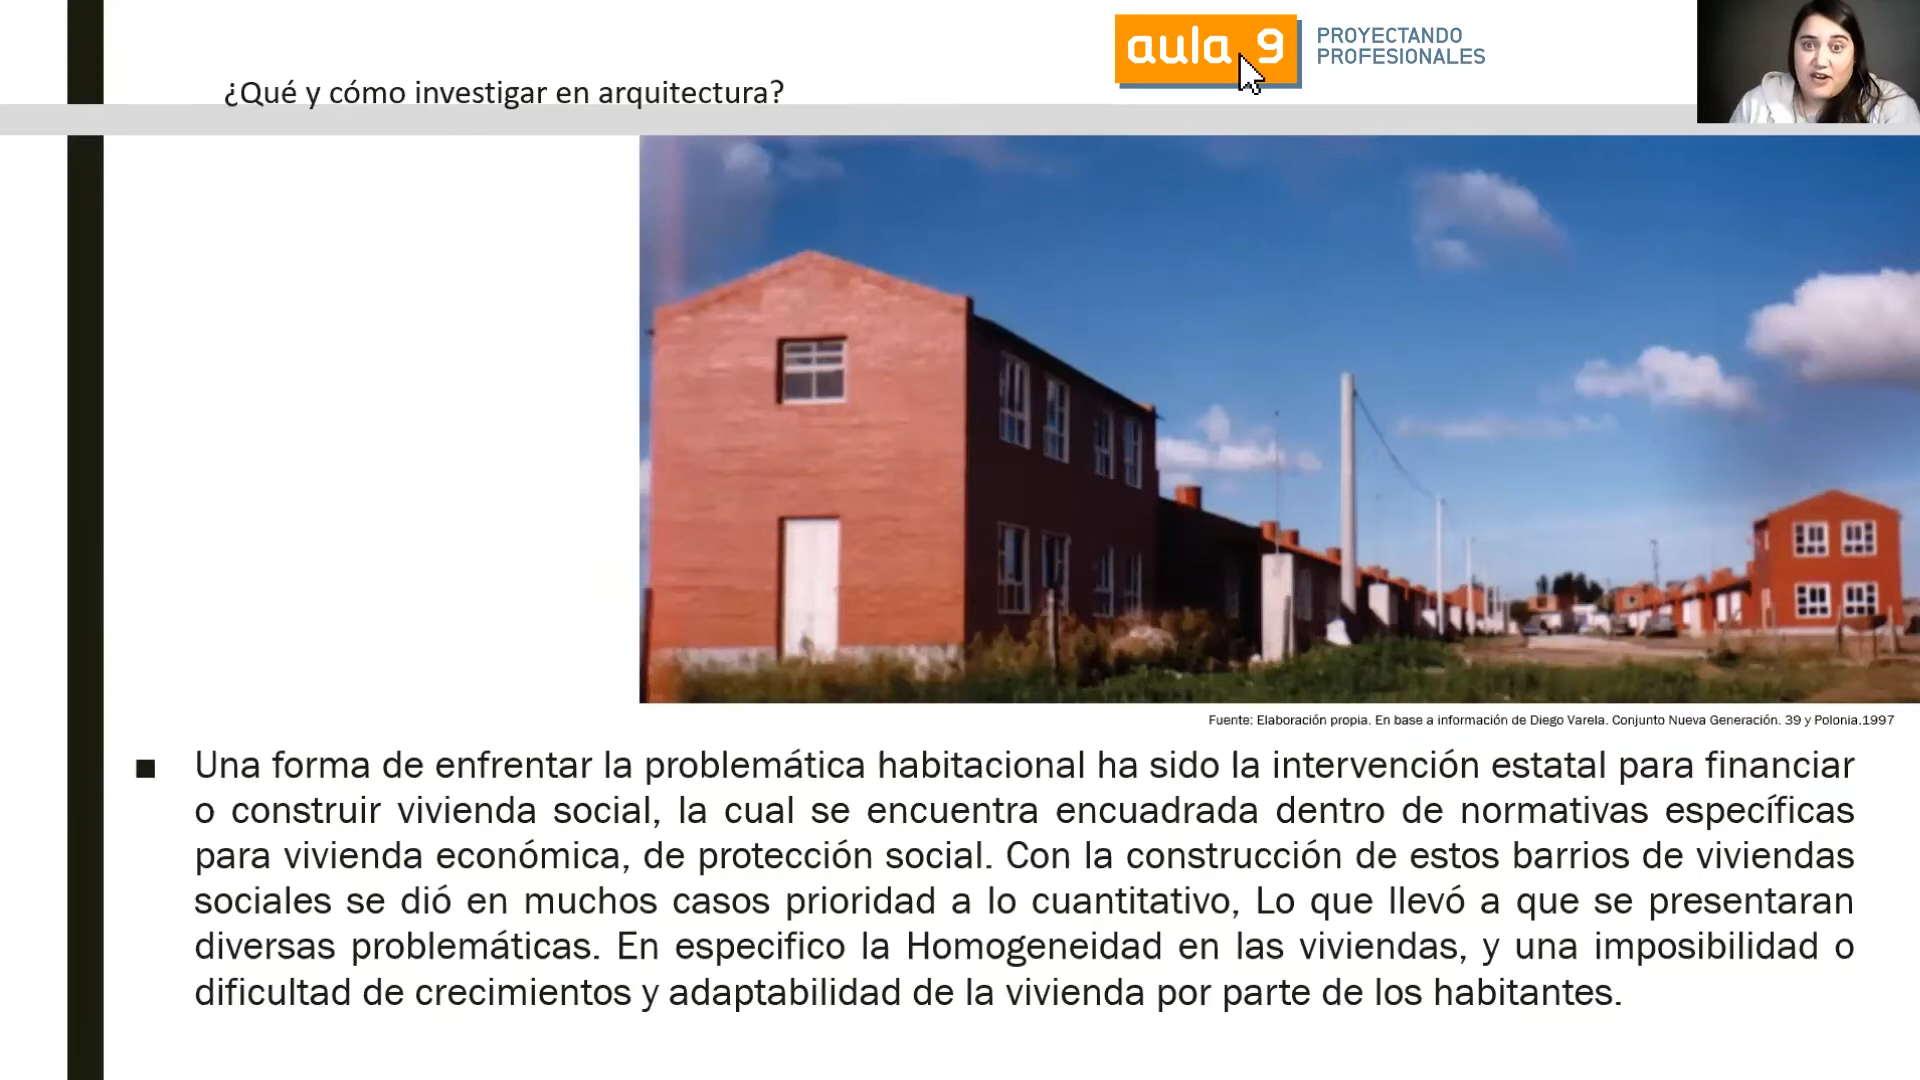 aula 9
PROYECTANDO
PROFESIONALES
¿Qué y cómo investigar en arquitectura?
Fuente: Elaboración propia. En base a información de Diego Varela. Conjunto Nueva Generación. 39 y Polonia.1997
■ Una forma de enfrentar la problemática habitacional ha sido la intervención estatal para financiar
o construir vivienda social, la cual se encuentra encuadrada dentro de normativas específicas
para vivienda económica, de protección social. Con la construcción de estos barrios de viviendas
sociales se dió en muchos casos prioridad a lo cuantitativo, Lo que llevó a que se presentaran
diversas problemáticas. En especifico la Homogeneidad en las viviendas, y una imposibilidad o
dificultad de crecimientos y adaptabilidad de la vivienda por parte de los habitantes.